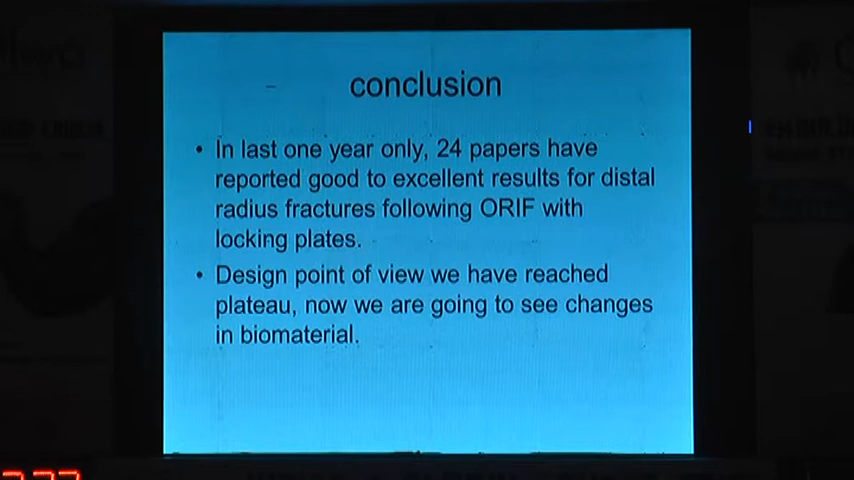 conclusion
• In last one year only, 24 papers have
reported good to excellent results for distal
radius fractures following ORIF with
locking plates.
• Design point of view we have reached
plateau, now we are going to see changes
in biomaterial.